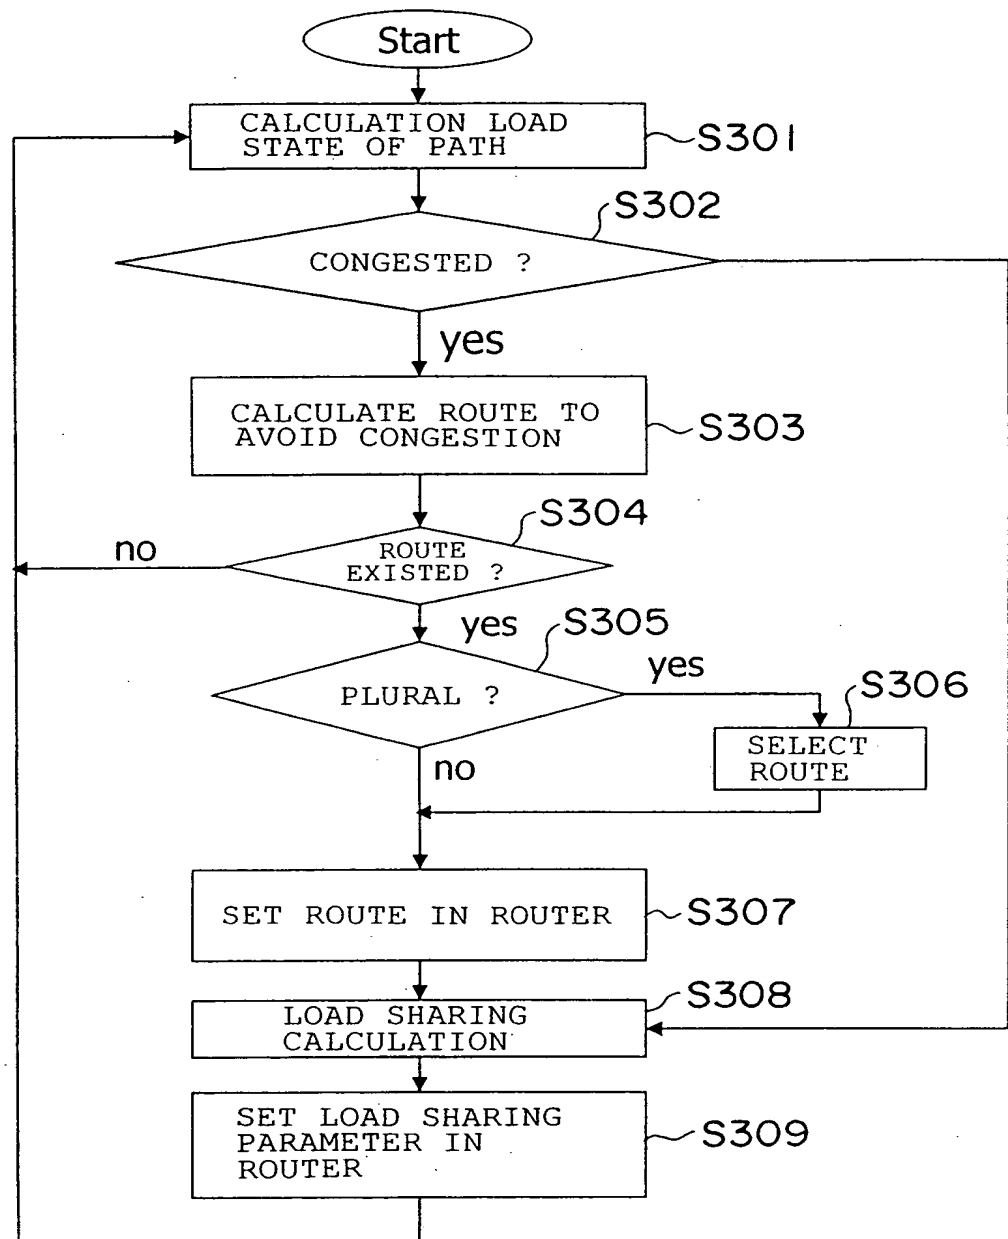 Start
CALCULATION LOAD
STATE OF PATH
S301
S302
CONGESTED ?
yes
CALCULATE ROUTE TO
AVOID CONGESTION
S303
S304
ROUTE
EXISTED ?
no
yes
S305
PLURAL ?
yes
S306
SELECT
ROUTE
no
SET ROUTE IN ROUTER
S307
LOAD SHARING
CALCULATION
S308
SET LOAD SHARING
PARAMETER IN
ROUTER
S309